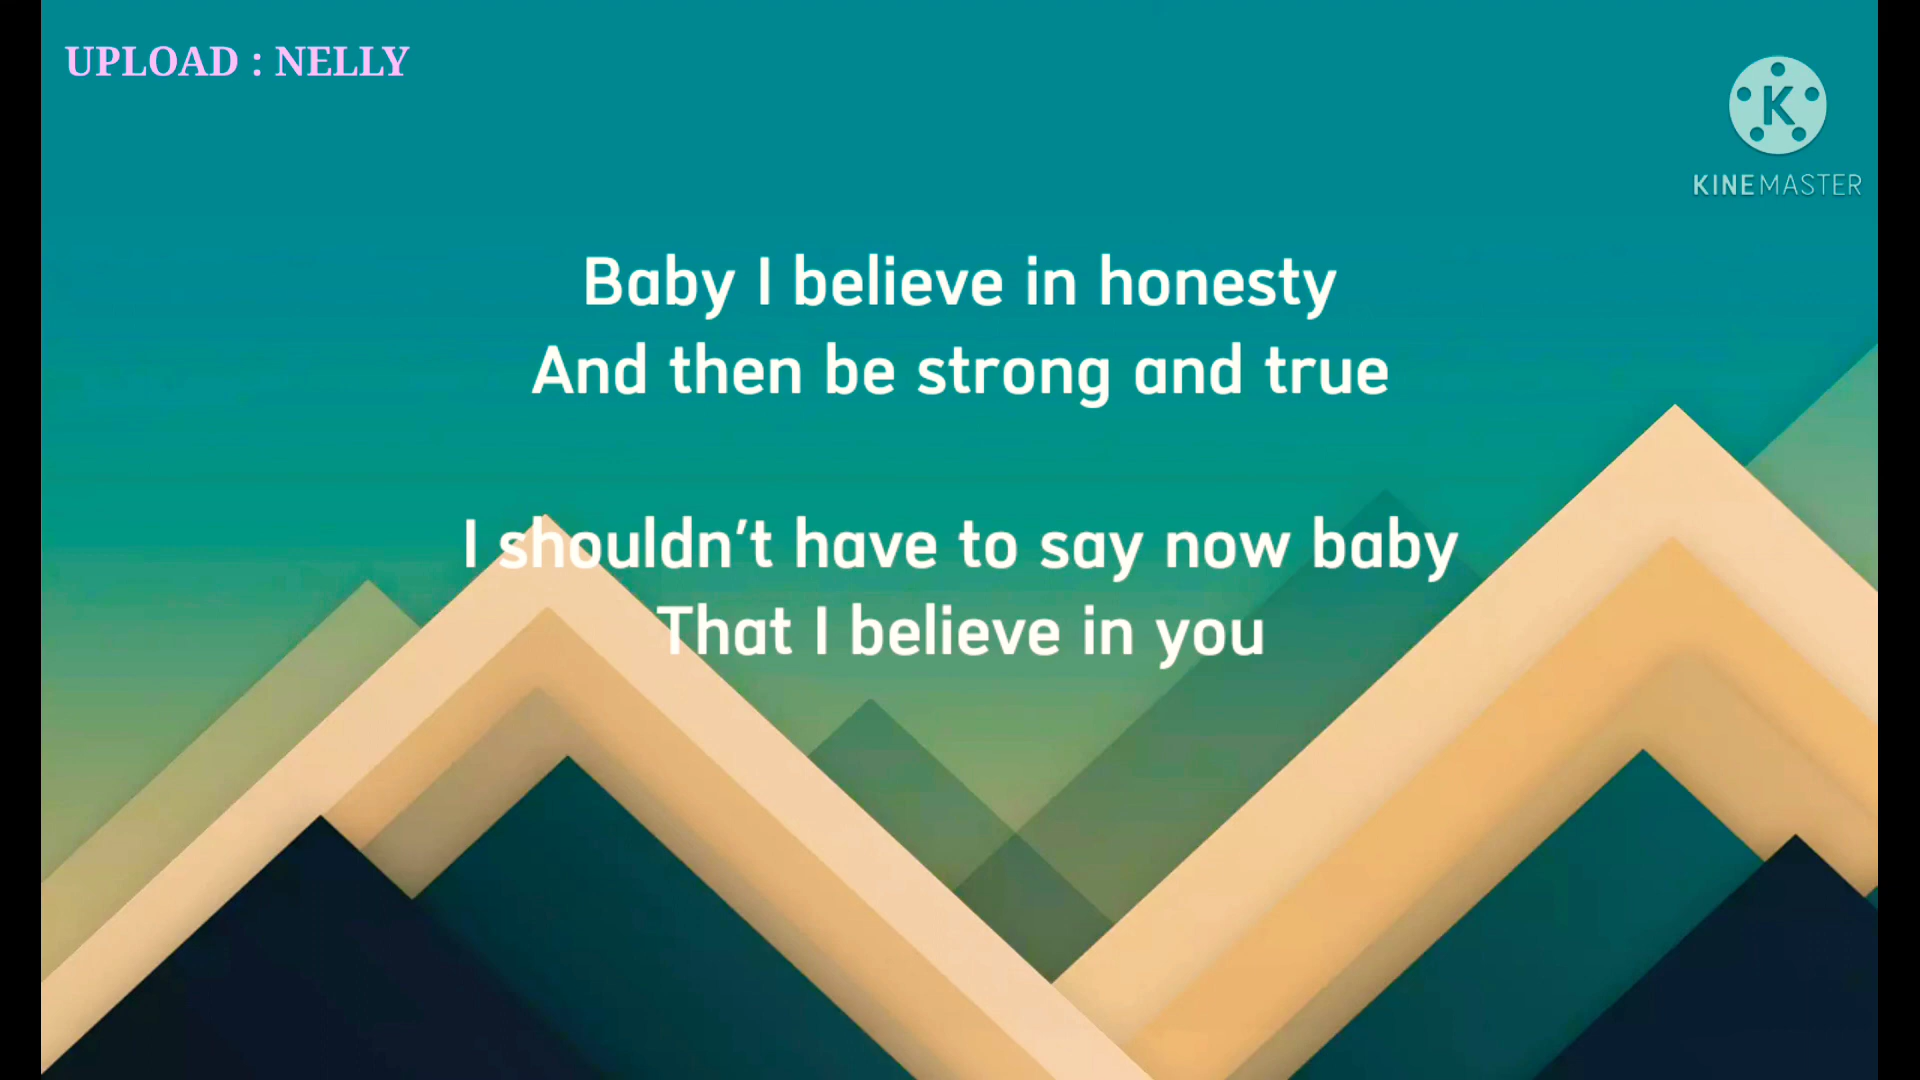 UPLOAD : NELLY
K
KINEMASTER
Baby I believe in honesty
And then be strong and true
I shouldn't have to say now baby
That I believe in you